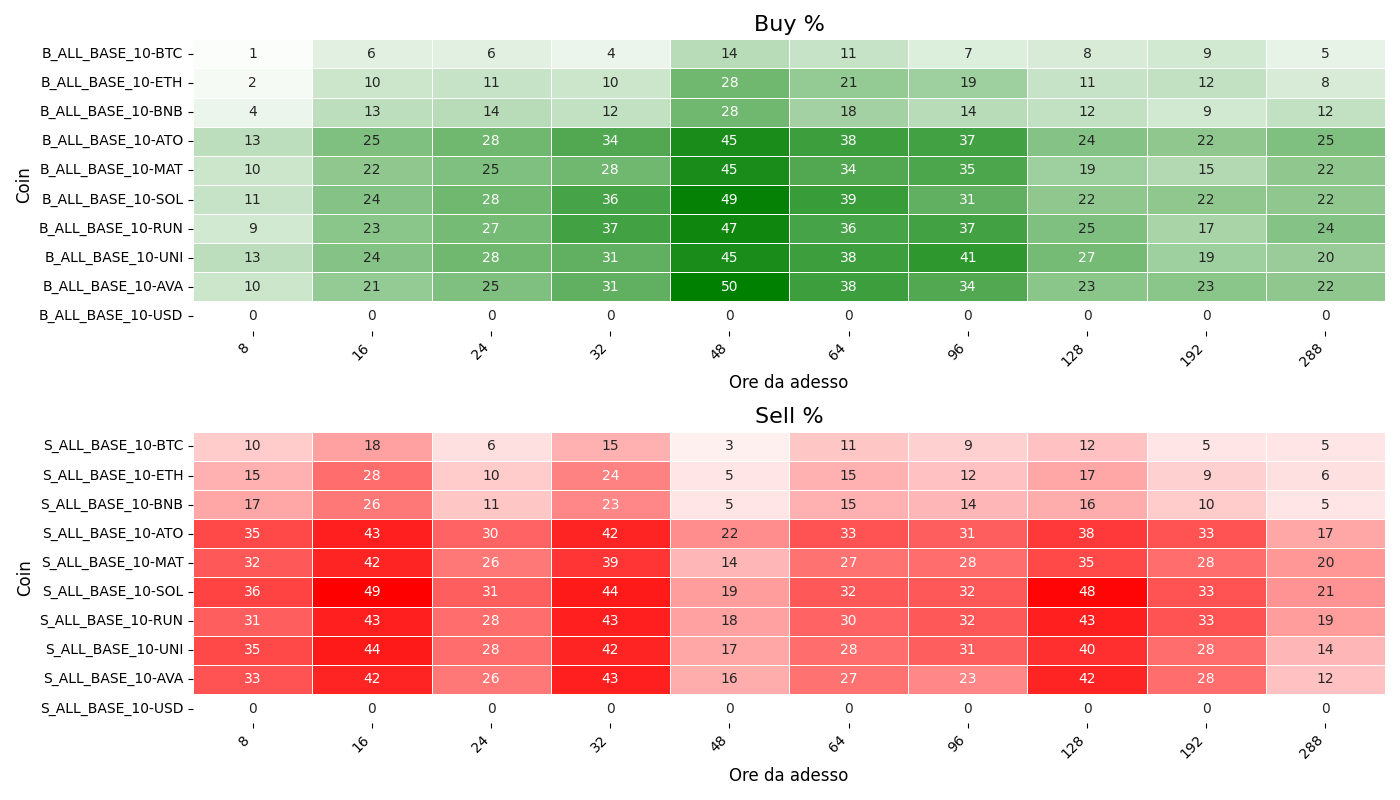 Buy %
Coin
B_ALL_BASE_10-BTC 1 6 6 4 14 11 7 8 9 5
B_ALL_BASE_10-ETH 2 10 11 10 28 21 19 11 12 8
B_ALL_BASE_10-BNB 4 13 14 12 28 18 14 12 9 12
B_ALL_BASE_10-ATO 13 25 28 34 45 38 37 24 22 25
B_ALL_BASE_10-MAT 10 22 25 28 45 34 35 19 15 22
B_ALL_BASE_10-SOL 11 24 28 36 49 39 31 22 22 22
B_ALL_BASE_10-RUN 9 23 27 37 47 36 37 25 17 24
B_ALL_BASE_10-UNI 13 24 28 31 45 38 41 27 19 20
B_ALL_BASE_10-AVA 10 21 25 31 50 38 34 23 23 22
B_ALL_BASE_10-USD 0 0 0 0 0 0 0 0 0 0
8 16 24 32 48 64 96 128 192 288
Ore da adesso
Sell %
Coin
S_ALL_BASE_10-BTC 10 18 6 15 3 11 9 12 5 5
S_ALL_BASE_10-ETH 15 28 10 24 5 15 12 17 9 6
S_ALL_BASE_10-BNB 17 26 11 23 5 15 14 16 10 5
S_ALL_BASE_10-ATO 35 43 30 42 22 33 31 38 33 17
S_ALL_BASE_10-MAT 32 42 26 39 14 27 28 35 28 20
S_ALL_BASE_10-SOL 36 49 31 44 19 32 32 48 33 21
S_ALL_BASE_10-RUN 31 43 28 43 18 30 32 43 33 19
S_ALL_BASE_10-UNI 35 44 28 42 17 28 31 40 28 14
S_ALL_BASE_10-AVA 33 42 26 43 16 27 23 42 28 12
S_ALL_BASE_10-USD 0 0 0 0 0 0 0 0 0 0
8 16 24 32 48 64 96 128 192 288
Ore da adesso